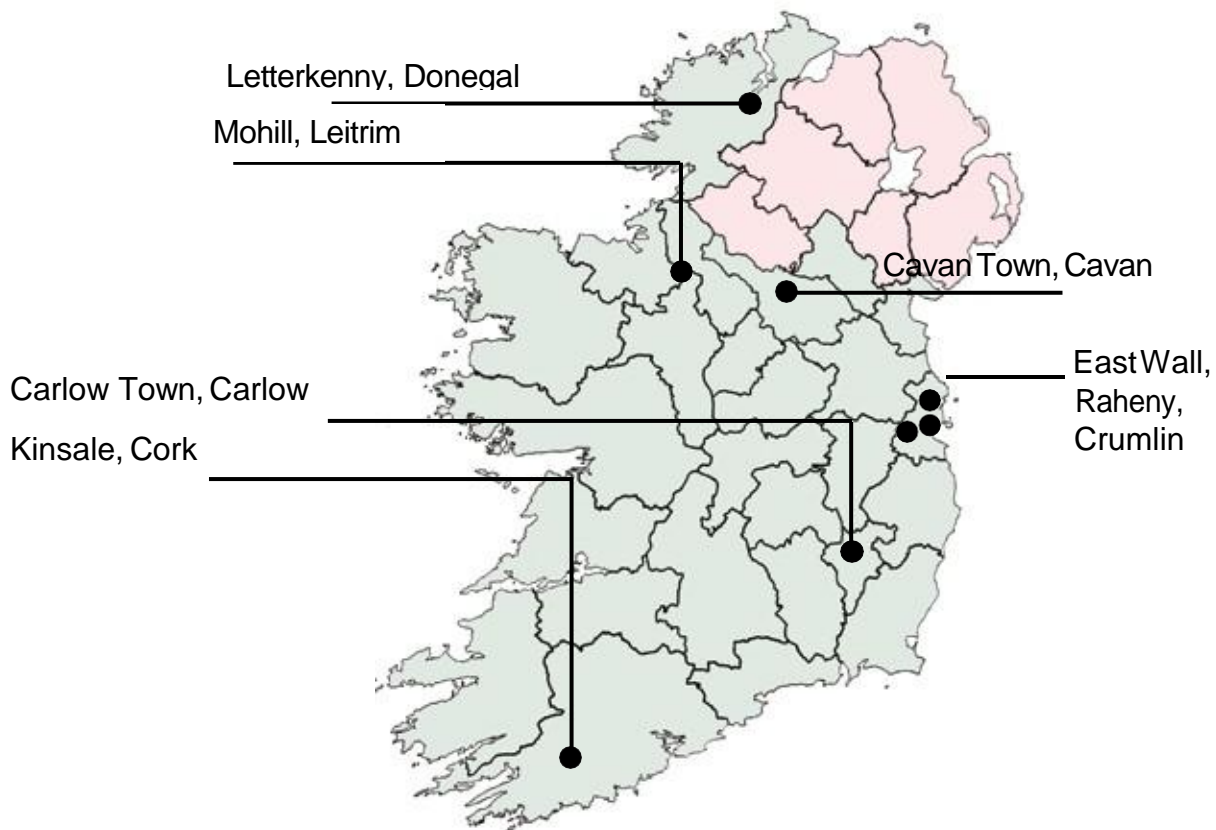 Letterkenny, Donegal
Mohill, Leitrim
Cavan Town, Cavan
East Wall,
Raheny,
Crumlin
Carlow Town, Carlow
Kinsale, Cork